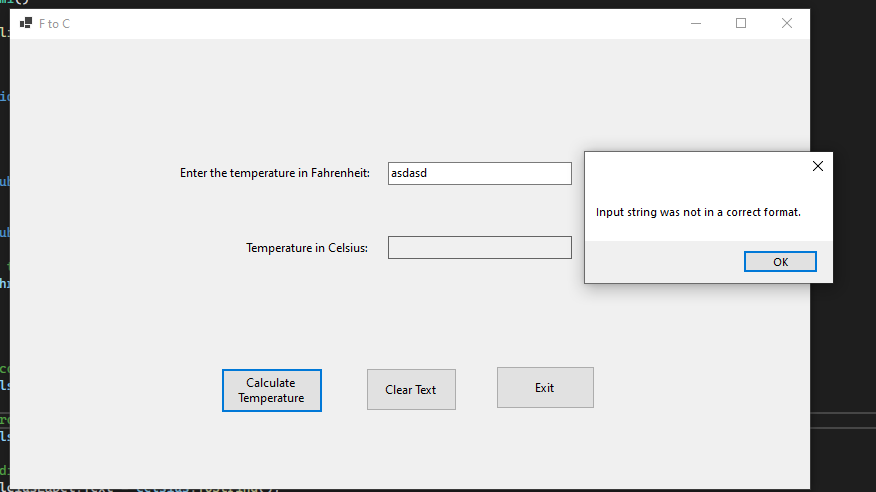 F to C
Enter the temperature in Fahrenheit:
asdasd
Input string was not in a correct format.
OK
Temperature in Celsius:
Calculate
Temperature
Clear Text
Exit